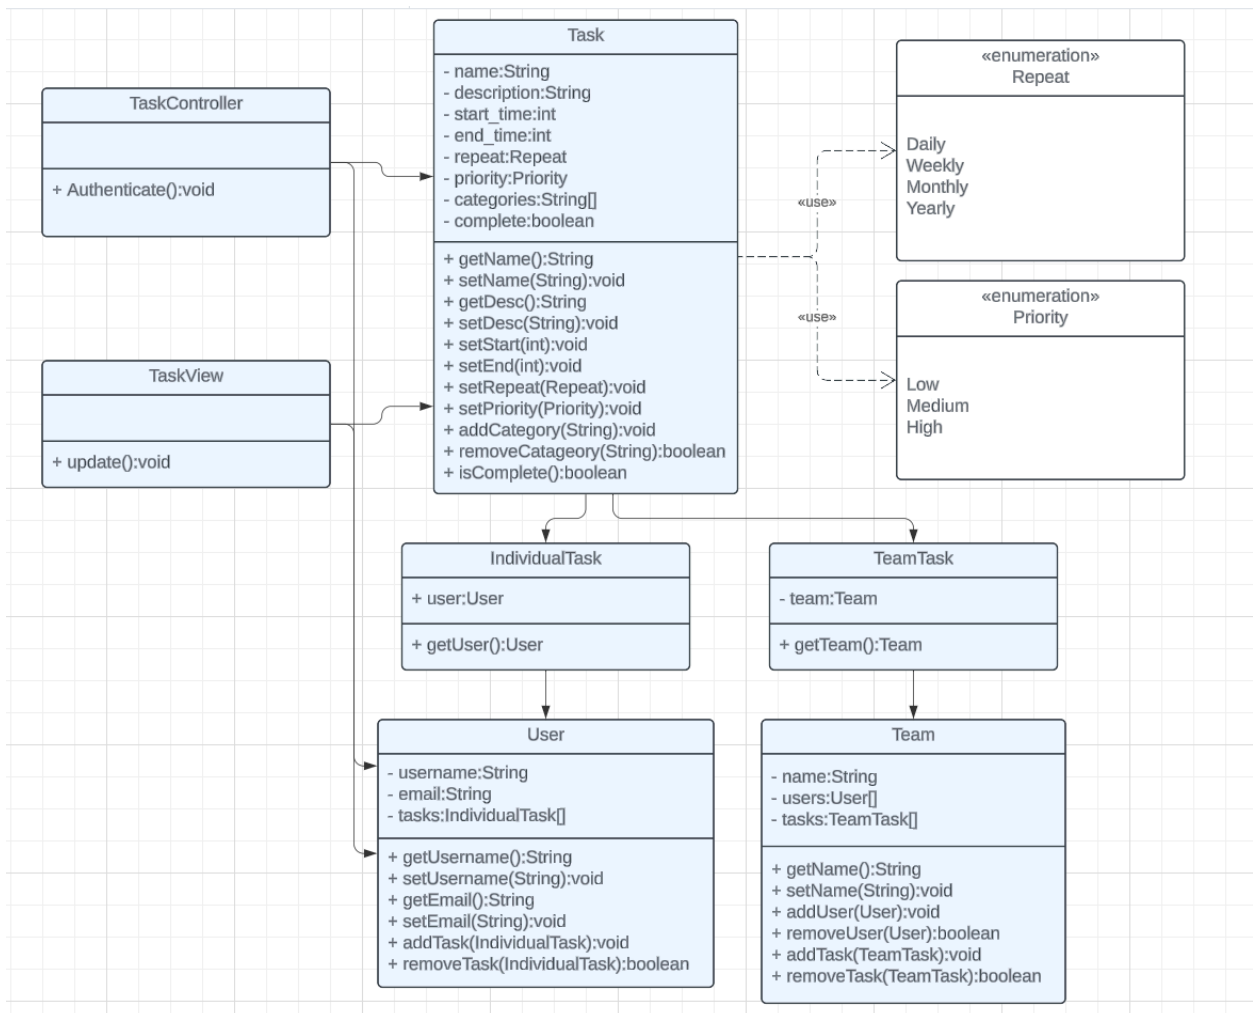 TaskController
+ Authenticate():void
TaskView
+ update():void
Task
- name:String
- description:String
- start_time:int
- end_time:int
- repeat:Repeat
- priority:Priority
- categories:String[]
- complete:boolean
+ getName():String
+ setName(String):void
+ getDesc():String
+ setDesc(String):void
+ setStart(int):void
+ setEnd(int):void
+ setRepeat(Repeat):void
+ setPriority(Priority):void
+ addCategory(String):void
+ removeCatageory(String):boolean
+ isComplete():boolean
«use»
«use»
«enumeration»
Repeat
Daily
Weekly
Monthly
Yearly
«enumeration»
Priority
Low
Medium
High
IndividualTask
+ user:User
+ getUser():User
TeamTask
- team:Team
+ getTeam():Team
User
- username:String
- email:String
- tasks:IndividualTask[]
+ getUsername():String
+ setUsername(String):void
+ getEmail():String
+ setEmail(String):void
+ addTask(IndividualTask):void
+ removeTask(IndividualTask):boolean
Team
- name:String
- users:User[]
- tasks:TeamTask[]
+ getName():String
+ setName(String):void
+ addUser(User):void
+ removeUser(User):boolean
+ addTask(TeamTask):void
+ removeTask(TeamTask):boolean